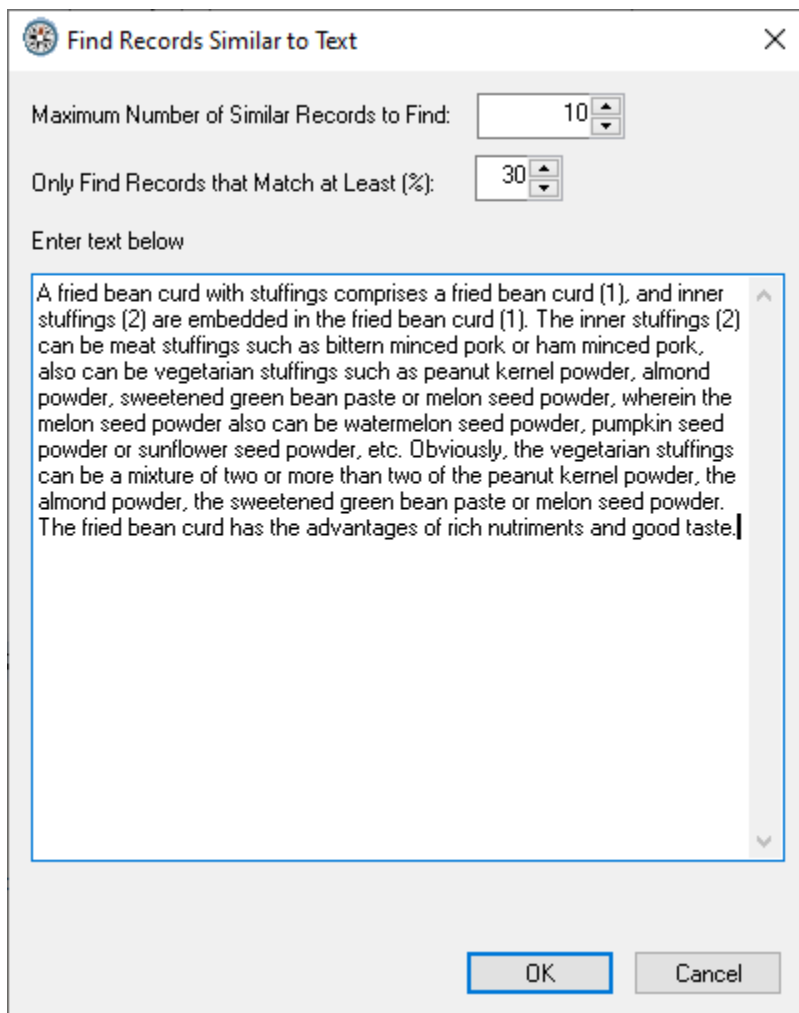 Find Records Similar to Text
Maximum Number of Similar Records to Find: 10
Only Find Records that Match at Least (%): 30
Enter text below
A fried bean curd with stuffings comprises a fried bean curd (1), and inner
stuffings (2) are embedded in the fried bean curd (1). The inner stuffings (2)
can be meat stuffings such as bittern minced pork or ham minced pork,
also can be vegetarian stuffings such as peanut kernel powder, almond
powder, sweetened green bean paste or melon seed powder, wherein the
melon seed powder also can be watermelon seed powder, pumpkin seed
powder or sunflower seed powder, etc. Obviously, the vegetarian stuffings
can be a mixture of two or more than two of the peanut kernel powder, the
almond powder, the sweetened green bean paste or melon seed powder.
The fried bean curd has the advantages of rich nutriments and good taste.
OK Cancel